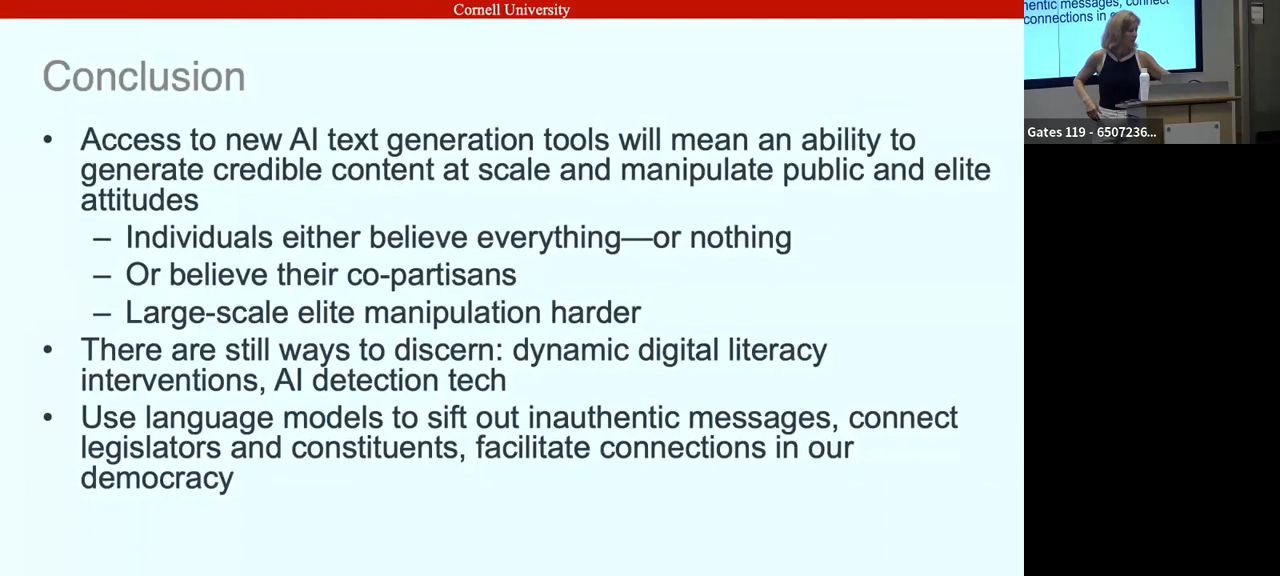 Cornell University
Conclusion
• Access to new AI text generation tools will mean an ability to
generate credible content at scale and manipulate public and elite
attitudes
– Individuals either believe everything—or nothing
– Or believe their co-partisans
– Large-scale elite manipulation harder
• There are still ways to discern: dynamic digital literacy
interventions, AI detection tech
• Use language models to sift out inauthentic messages, connect
legislators and constituents, facilitate connections in our
democracy
hentic messages, connect
connections in
Gates 119 - 6507236...